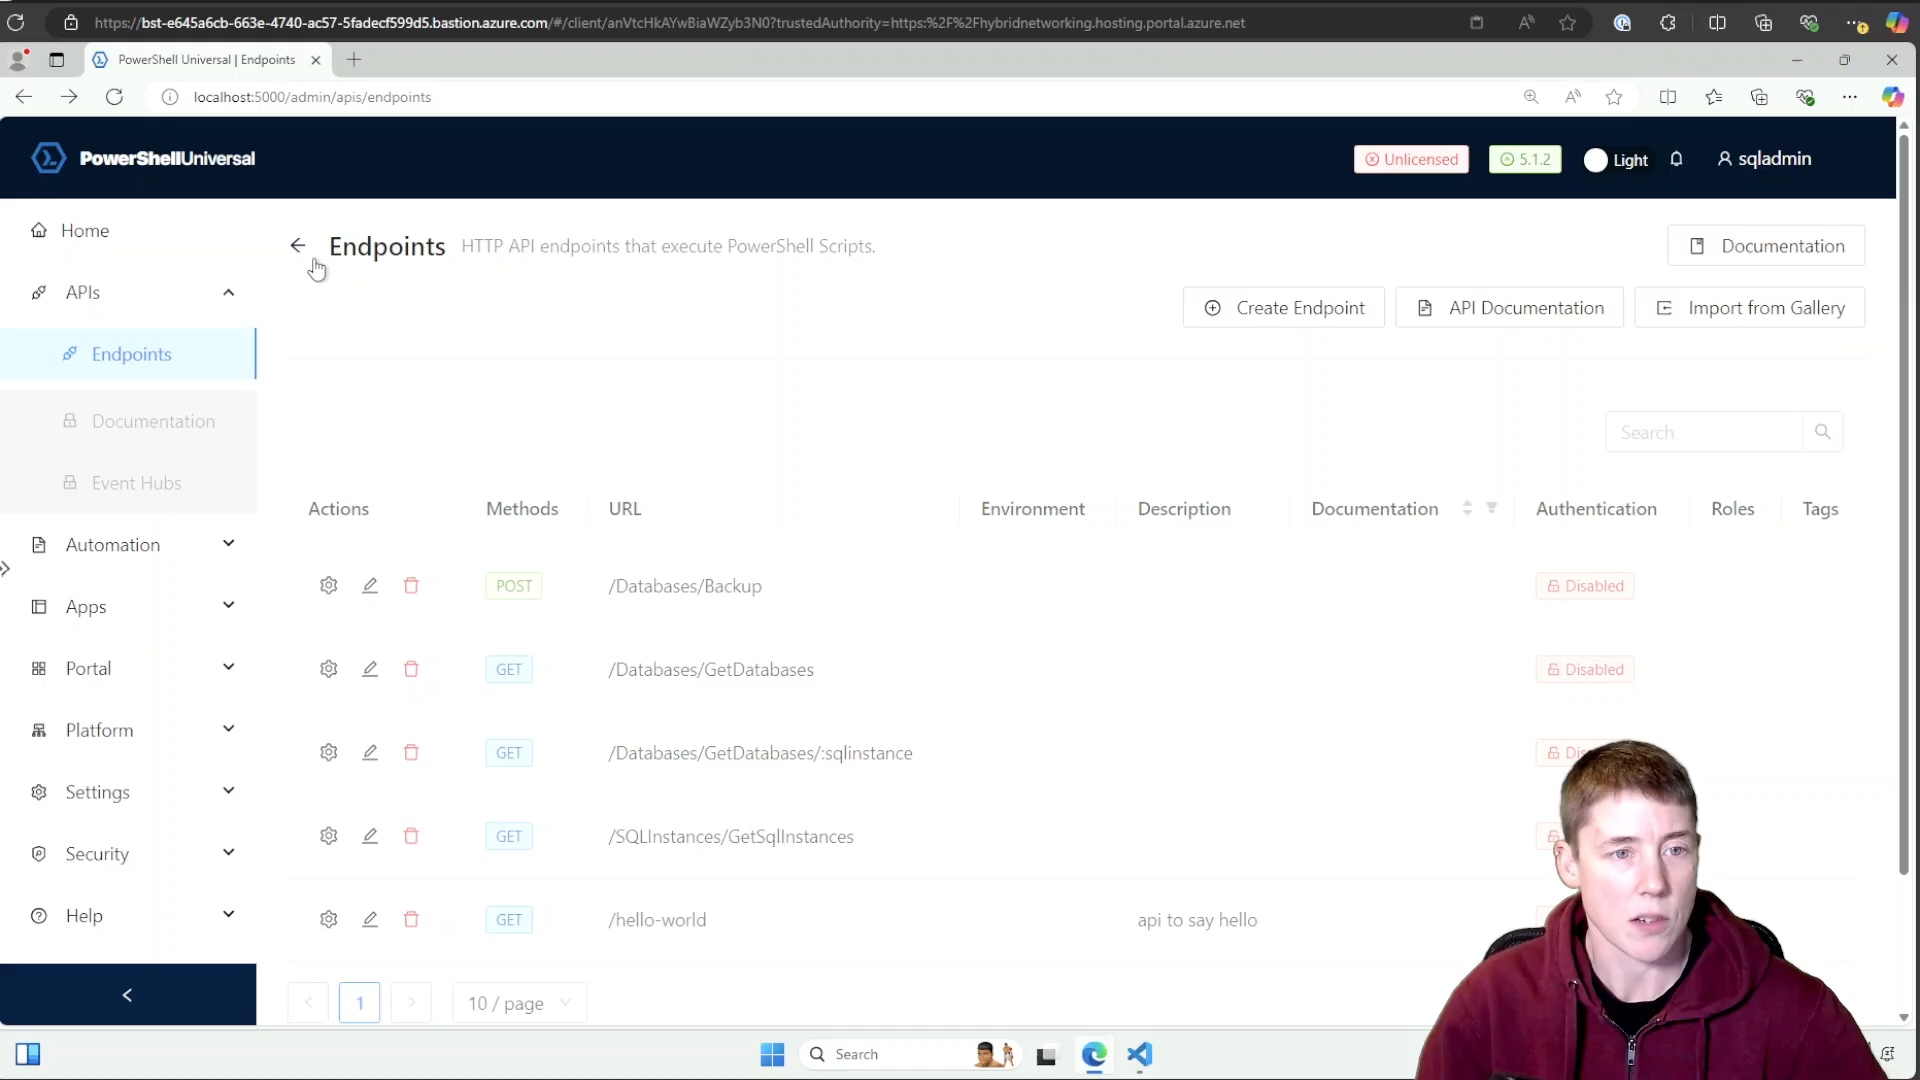 https://bst-e645a6cb-663e-4740-ac57-5fadecf599d5.bastion.azure.com/#/client/anVtcHkAYwBiaWZyb3N0?trustedAuthority=https:%2F%2Fhybridnetworking.hosting.portal.azure.net
PowerShell Universal | Endpoints
localhost:5000/admin/apis/endpoints
PowerShellUniversal
Unlicensed
5.1.2
Light
sqladmin
Home
APIs
Endpoints
Documentation
Event Hubs
Automation
Apps
Portal
Platform
Settings
Security
Help
Endpoints HTTP API endpoints that execute PowerShell Scripts.
Documentation
Create Endpoint
API Documentation
Import from Gallery
Search
Actions Methods URL Environment Description Documentation Authentication Roles Tags
POST /Databases/Backup Disabled
GET /Databases/GetDatabases Disabled
GET /Databases/GetDatabases/:sqlinstance
GET /SQLInstances/GetSqlInstances
GET /hello-world api to say hello
1
10 / page
Search